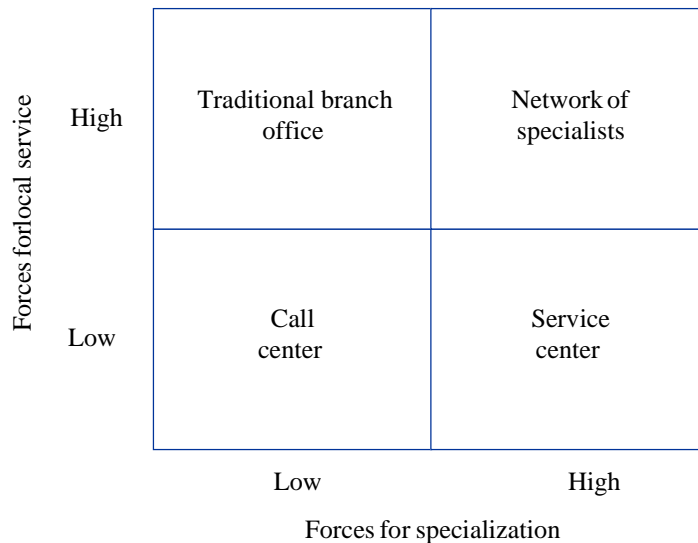 Forces forlocal service
High
Traditional branch
office
Network of
specialists
Low
Call
center
Service
center
Low
High
Forces for specialization